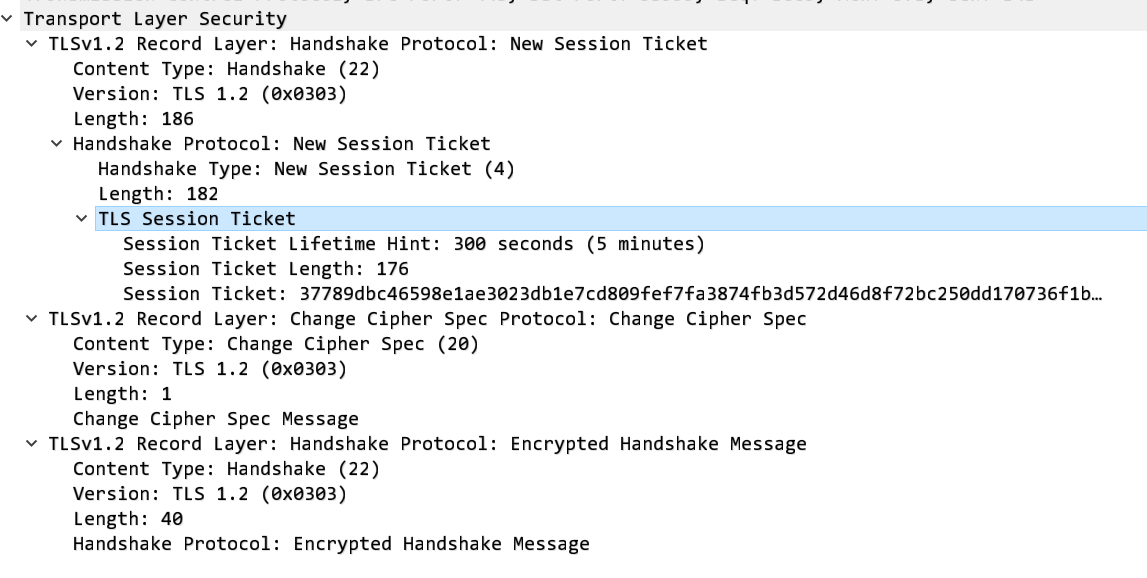 Transport Layer Security
TLSv1.2 Record Layer: Handshake Protocol: New Session Ticket
Content Type: Handshake (22)
Version: TLS 1.2 (0x0303)
Length: 186
Handshake Protocol: New Session Ticket
Handshake Type: New Session Ticket (4)
Length: 182
TLS Session Ticket
Session Ticket Lifetime Hint: 300 seconds (5 minutes)
Session Ticket Length: 176
Session Ticket: 37789dbc46598e1ae3023db1e7cd809fef7fa3874fb3d572d46d8f72bc250dd170736f1b…
TLSv1.2 Record Layer: Change Cipher Spec Protocol: Change Cipher Spec
Content Type: Change Cipher Spec (20)
Version: TLS 1.2 (0x0303)
Length: 1
Change Cipher Spec Message
TLSv1.2 Record Layer: Handshake Protocol: Encrypted Handshake Message
Content Type: Handshake (22)
Version: TLS 1.2 (0x0303)
Length: 40
Handshake Protocol: Encrypted Handshake Message